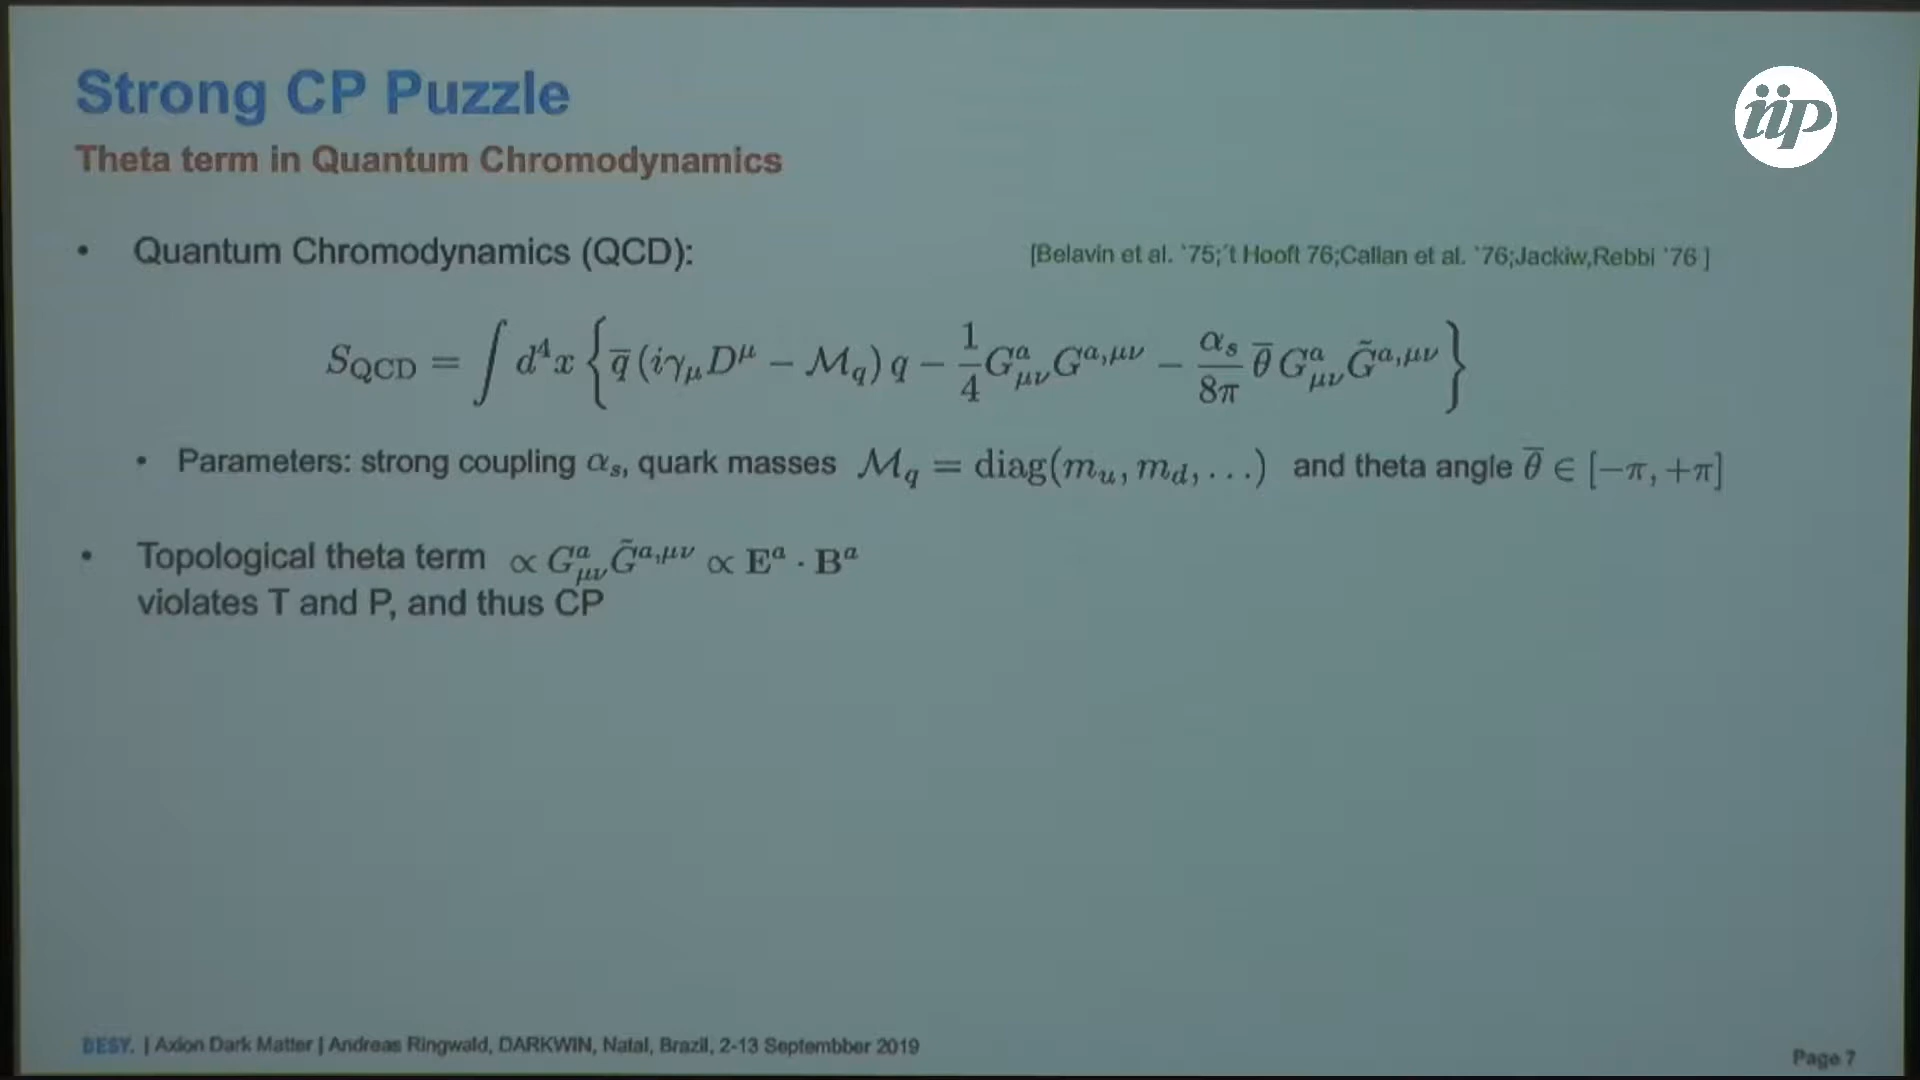 Strong CP Puzzle
iip
Theta term in Quantum Chromodynamics
• Quantum Chromodynamics (QCD): [Belavin et al. `75;´t Hooft 76;Callan et al. `76;Jackiw,Rebbi `76 ]
S_QCD = ∫ d⁴x { q̅ (iγ_μ D^μ − ℳ_q) q − 1/4 G^a_μν G^{a,μν} − α_s/8π θ̅ G^a_μν G̃^{a,μν} }
• Parameters: strong coupling α_s, quark masses ℳ_q = diag(m_u, m_d, . . .) and theta angle θ̅ ∈ [−π, +π]
• Topological theta term ∝ G^a_μν G̃^{a,μν} ∝ E^a · B^a
violates T and P, and thus CP
DESY. | Axion Dark Matter | Andreas Ringwald, DARKWIN, Natal, Brazil, 2-13 Septembber 2019
Page 7